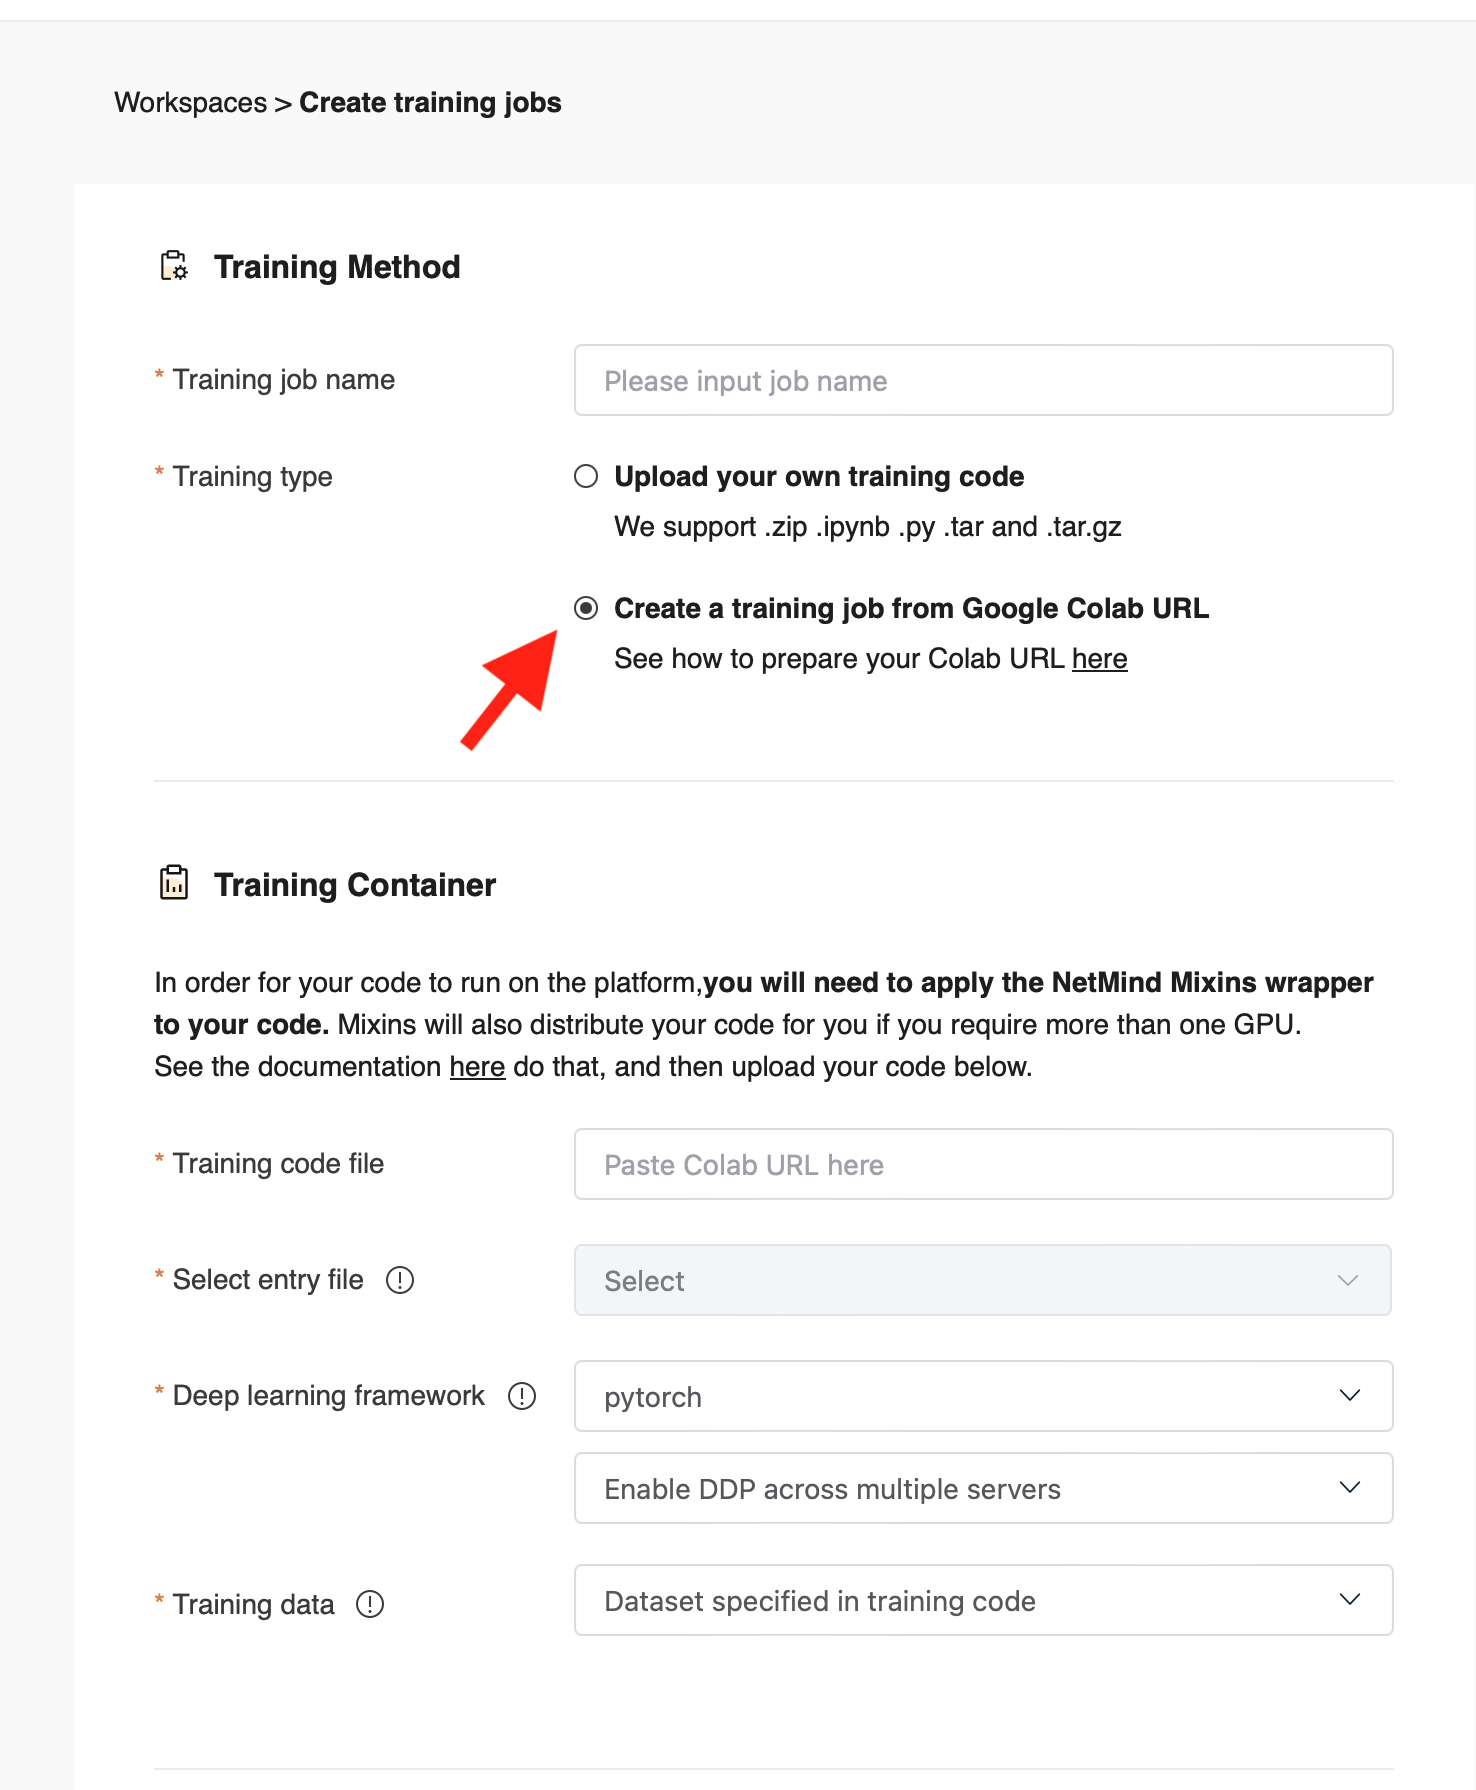 Workspaces > Create training jobs
Training Method
* Training job name
Please input job name
* Training type
Upload your own training code
We support .zip .ipynb .py .tar and .tar.gz
Create a training job from Google Colab URL
See how to prepare your Colab URL here
Training Container
In order for your code to run on the platform,you will need to apply the NetMind Mixins wrapper
to your code. Mixins will also distribute your code for you if you require more than one GPU.
See the documentation here do that, and then upload your code below.
* Training code file
Paste Colab URL here
* Select entry file
Select
* Deep learning framework
pytorch
Enable DDP across multiple servers
* Training data
Dataset specified in training code